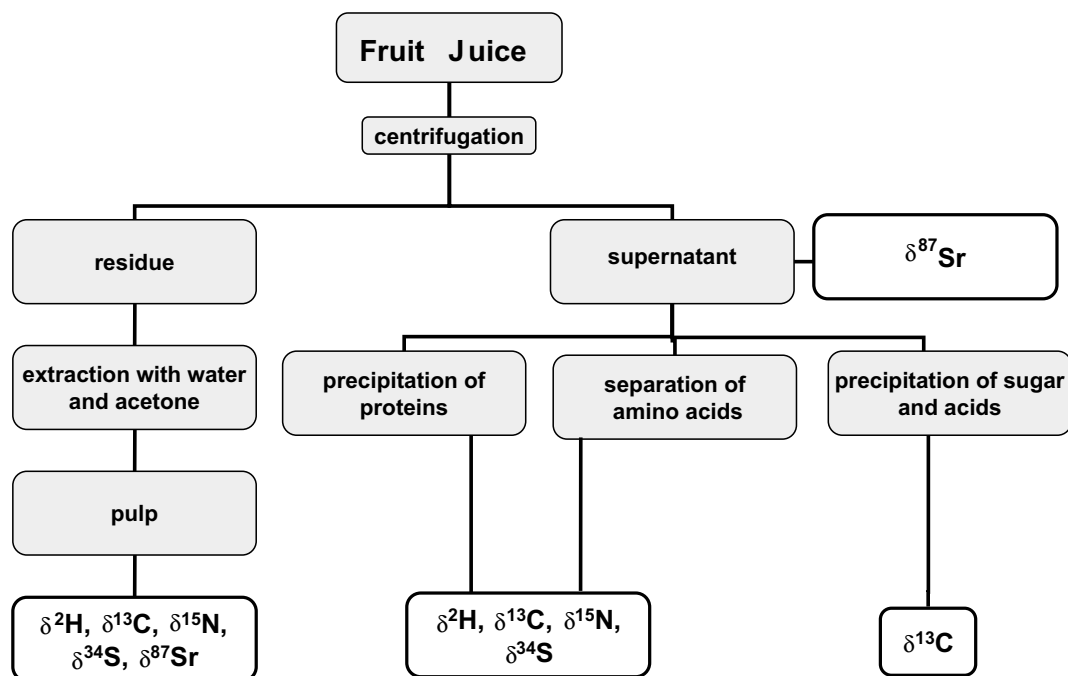 Fruit Juice
centrifugation
residue
supernatant
δ⁸⁷Sr
extraction with water
and acetone
precipitation of
proteins
separation of
amino acids
precipitation of sugar
and acids
pulp
δ²H, δ¹³C, δ¹⁵N,
δ³⁴S, δ⁸⁷Sr
δ²H, δ¹³C, δ¹⁵N,
δ³⁴S
δ¹³C